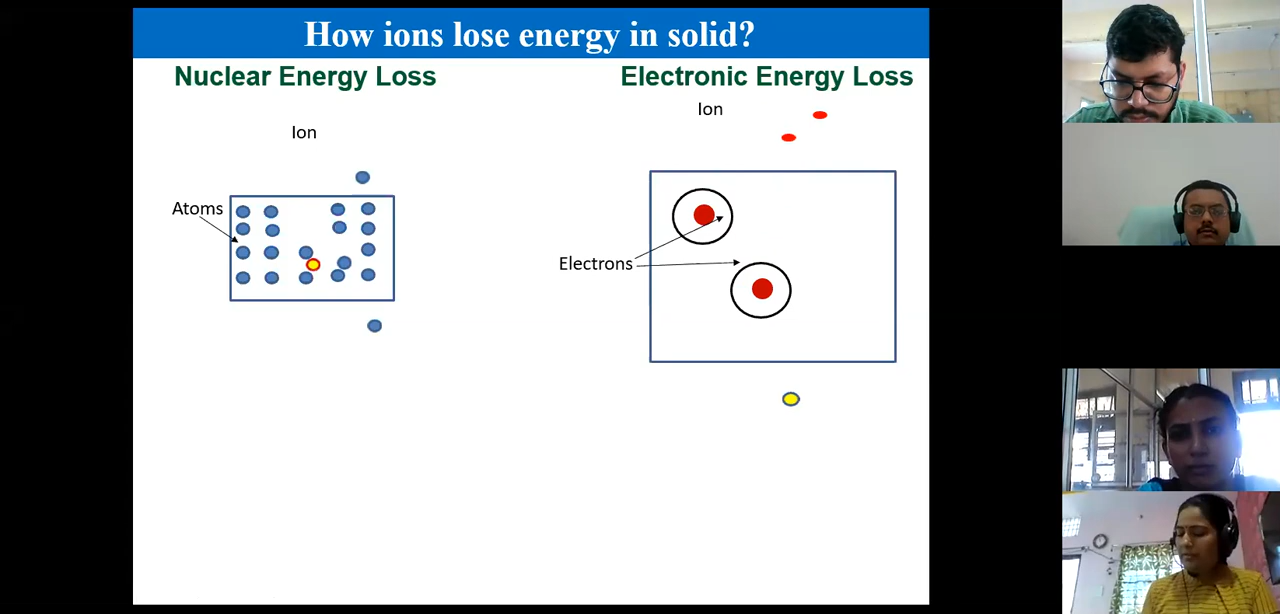 How ions lose energy in solid?
Nuclear Energy Loss
Electronic Energy Loss
Ion
Ion
Atoms
Electrons